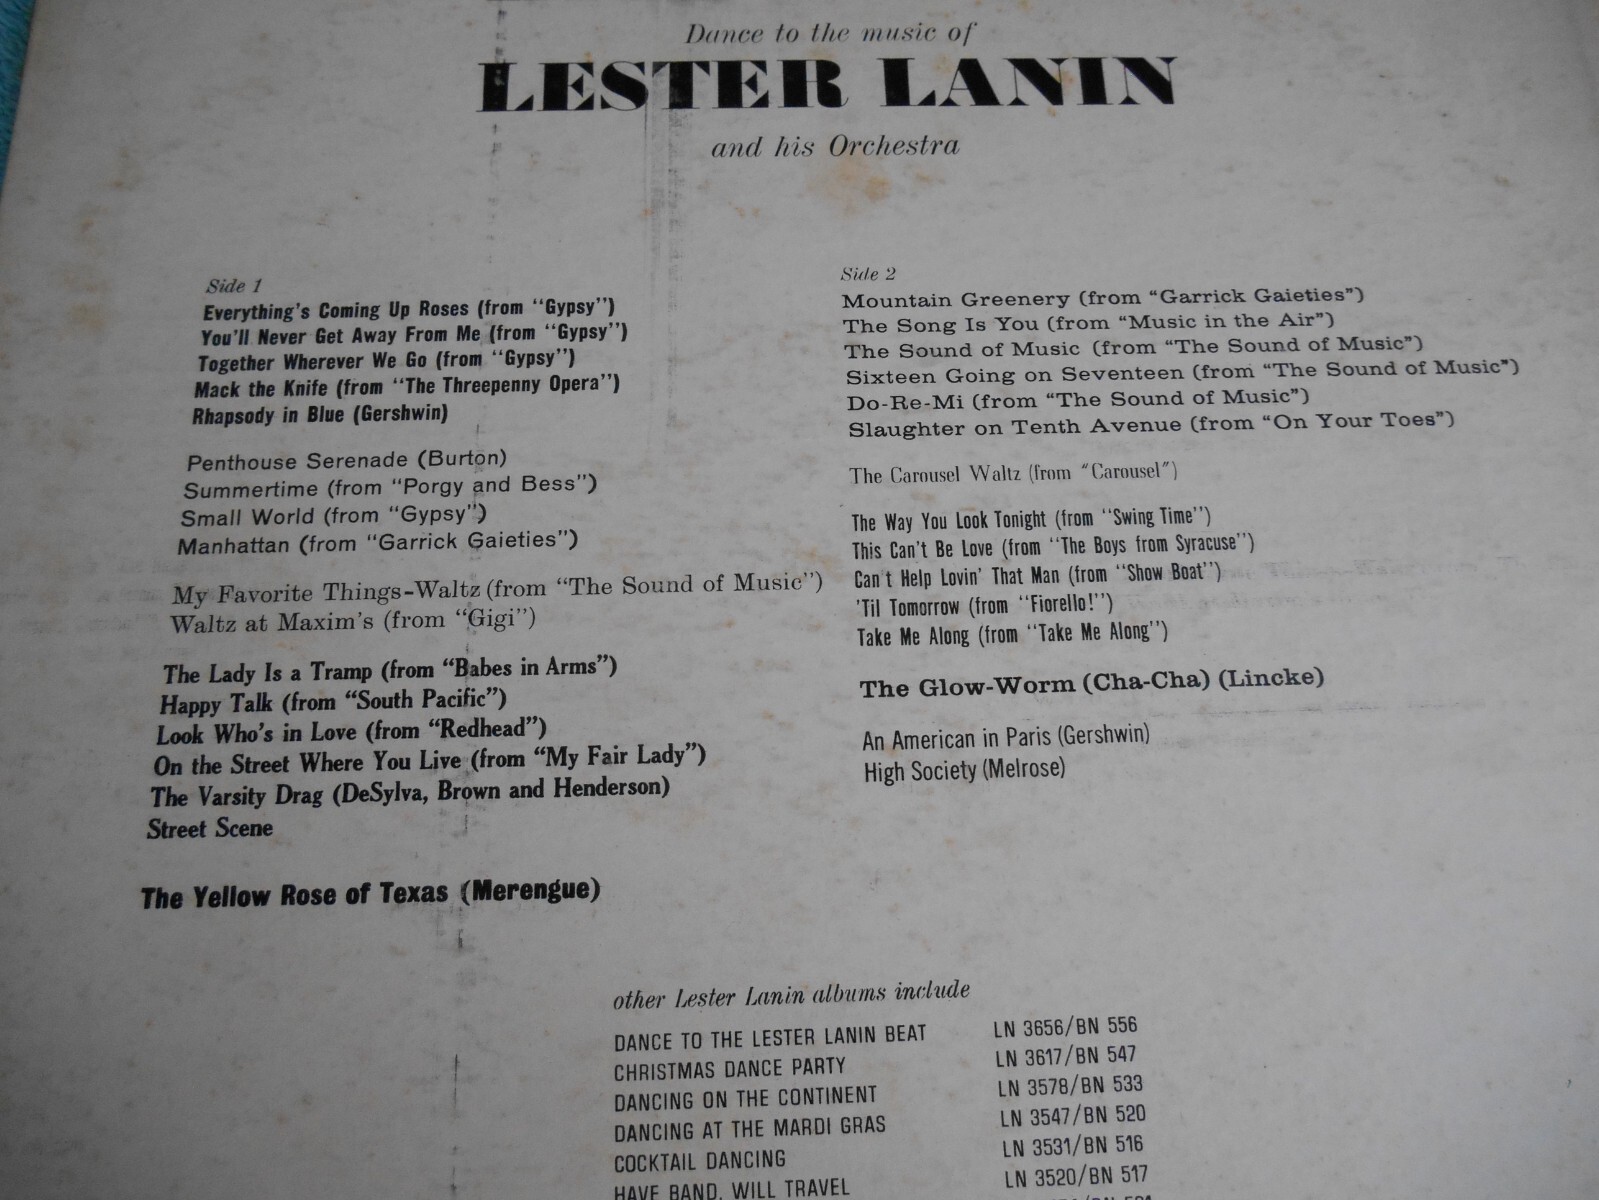 Dance to the music of
LESTER LANIN
and his Orchestra
Side 1
Everything's Coming Up Roses (from "Gypsy")
You'll Never Get Away From Me (from "Gypsy")
Together Wherever We Go (from "Gypsy")
Mack the Knife (from "The Threepenny Opera")
Rhapsody in Blue (Gershwin)
Penthouse Serenade (Burton)
Summertime (from "Porgy and Bess")
Small World (from "Gypsy")
Manhattan (from "Garrick Gaieties")
My Favorite Things-Waltz (from "The Sound of Music")
Waltz at Maxim's (from "Gigi")
The Lady Is a Tramp (from "Babes in Arms")
Happy Talk (from "South Pacific")
Look Who's in Love (from "Redhead")
On the Street Where You Live (from "My Fair Lady")
The Varsity Drag (DeSylva, Brown and Henderson)
Street Scene
The Yellow Rose of Texas (Merengue)
Side 2
Mountain Greenery (from "Garrick Gaieties")
The Song Is You (from "Music in the Air")
The Sound of Music (from "The Sound of Music")
Sixteen Going on Seventeen (from "The Sound of Music")
Do-Re-Mi (from "The Sound of Music")
Slaughter on Tenth Avenue (from "On Your Toes")
The Carousel Waltz (from "Carousel")
The Way You Look Tonight (from "Swing Time")
This Can't Be Love (from "The Boys from Syracuse")
Can't Help Lovin' That Man (from "Show Boat")
'Til Tomorrow (from "Fiorello!")
Take Me Along (from "Take Me Along")
The Glow-Worm (Cha-Cha) (Lincke)
An American in Paris (Gershwin)
High Society (Melrose)
other Lester Lanin albums include
DANCE TO THE LESTER LANIN BEAT LN 3656/BN 556
CHRISTMAS DANCE PARTY LN 3617/BN 547
DANCING ON THE CONTINENT LN 3578/BN 533
DANCING AT THE MARDI GRAS LN 3547/BN 520
COCKTAIL DANCING LN 3531/BN 516
HAVE BAND, WILL TRAVEL LN 3520/BN 517